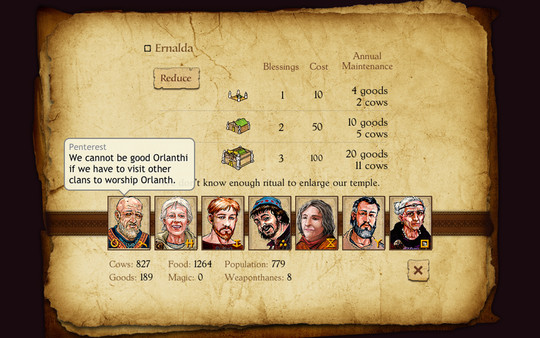 Ernalda
Blessings Cost Annual Maintenance
Reduce
1 10 4 goods 2 cows
2 50 10 goods 5 cows
3 100 20 goods 11 cows
Penterest
We cannot be good Orlanthi
if we have to visit other
clans to worship Orlanth.
't know enough ritual to enlarge our temple.
Cows: 827 Food: 1264 Population: 779
Goods: 189 Magic: 0 Weaponthanes: 8